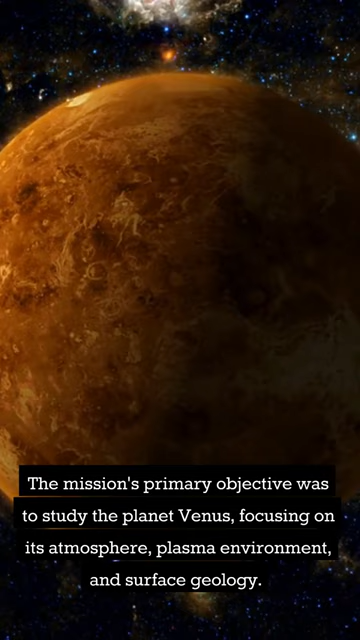 The mission's primary objective was
to study the planet Venus, focusing on
its atmosphere, plasma environment,
and surface geology.